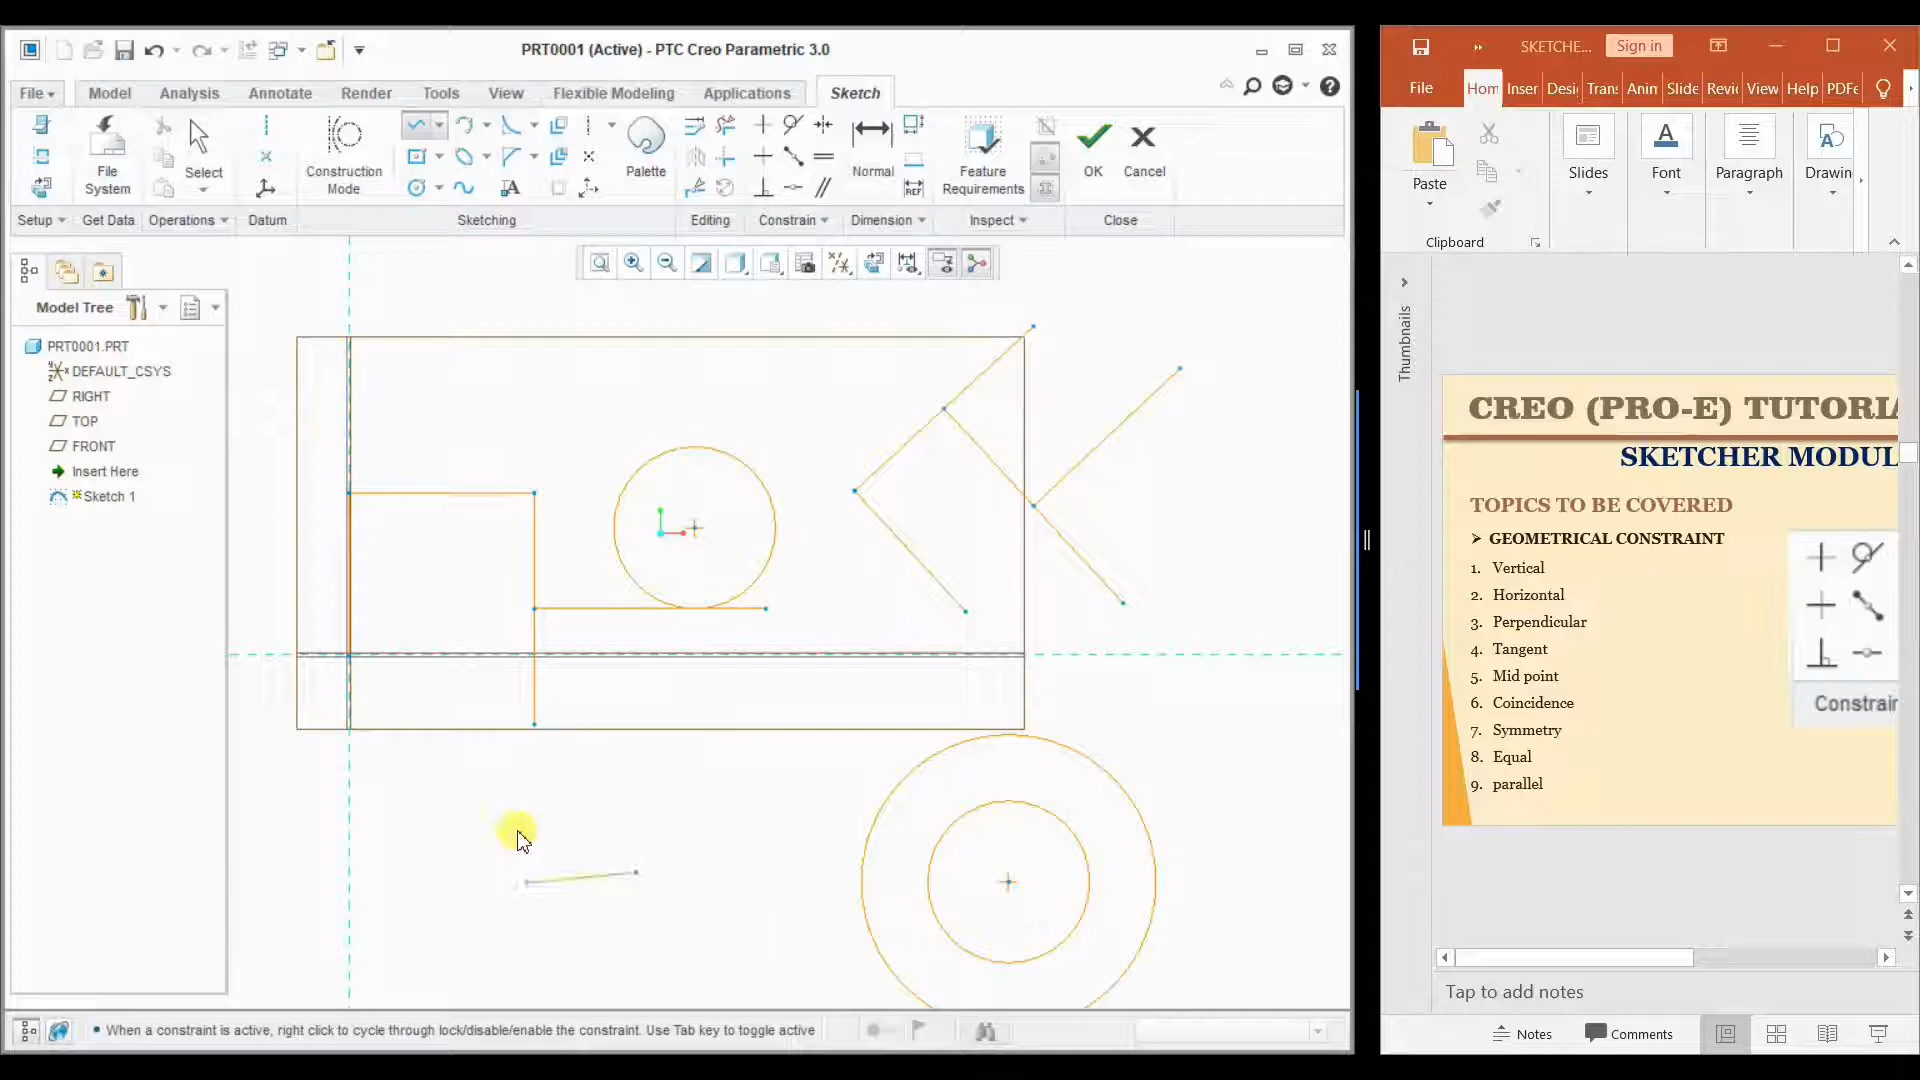 PRT0001 (Active) - PTC Creo Parametric 3.0
File Model Analysis Annotate Render Tools View Flexible Modeling Applications Sketch
File System
Select
Construction Mode
Palette
Normal
Feature Requirements
OK
Cancel
Setup Get Data Operations Datum Sketching Editing Constrain Dimension Inspect Close
Model Tree
PRT0001.PRT
DEFAULT_CSYS
RIGHT
TOP
FRONT
Insert Here
Sketch 1
When a constraint is active, right click to cycle through lock/disable/enable the constraint. Use Tab key to toggle active
SKETCHE... Sign in
File Hom Inser Desi Trans Anim Slide Revie View Help PDFe
Paste
Slides
Font
Paragraph
Drawin
Clipboard
Thumbnails
CREO (PRO-E) TUTORIA
SKETCHER MODUL
TOPICS TO BE COVERED
➢ GEOMETRICAL CONSTRAINT
1. Vertical
2. Horizontal
3. Perpendicular
4. Tangent
5. Mid point
6. Coincidence
7. Symmetry
8. Equal
9. parallel
Constrain
Tap to add notes
Notes Comments